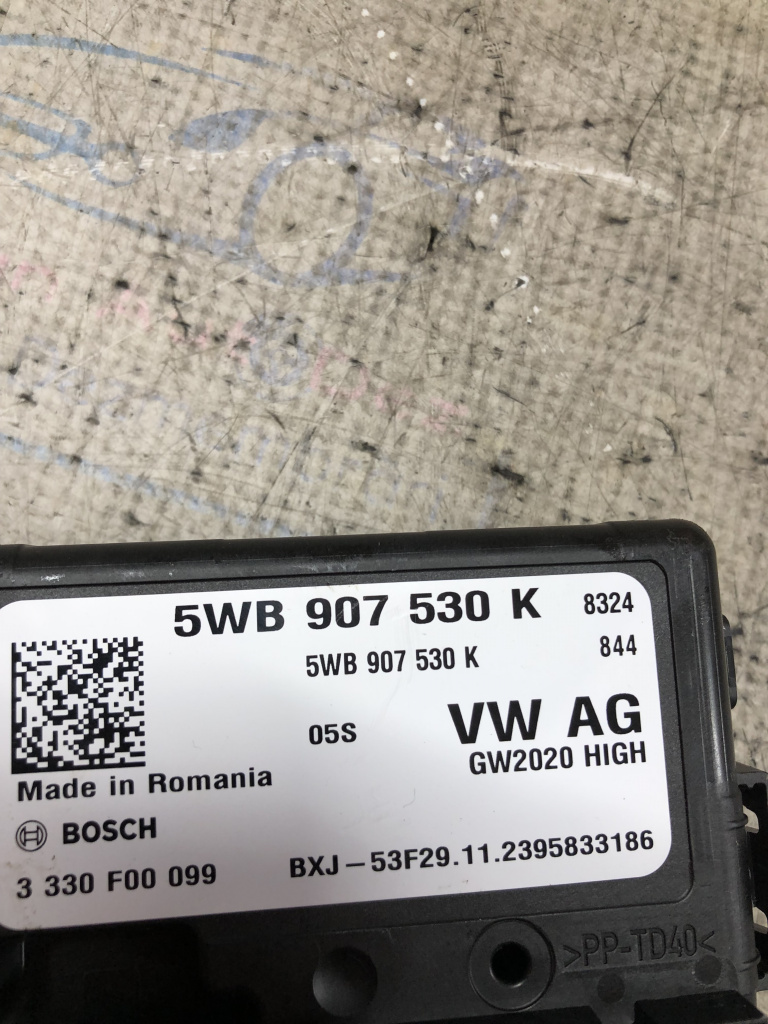 5WB 907 530 K 8324
5WB 907 530 K 844
05S VW AG
GW2020 HIGH
Made in Romania
BOSCH
BXJ-53F29.11.2395833186
3 330 F00 099
>PP-TD40<